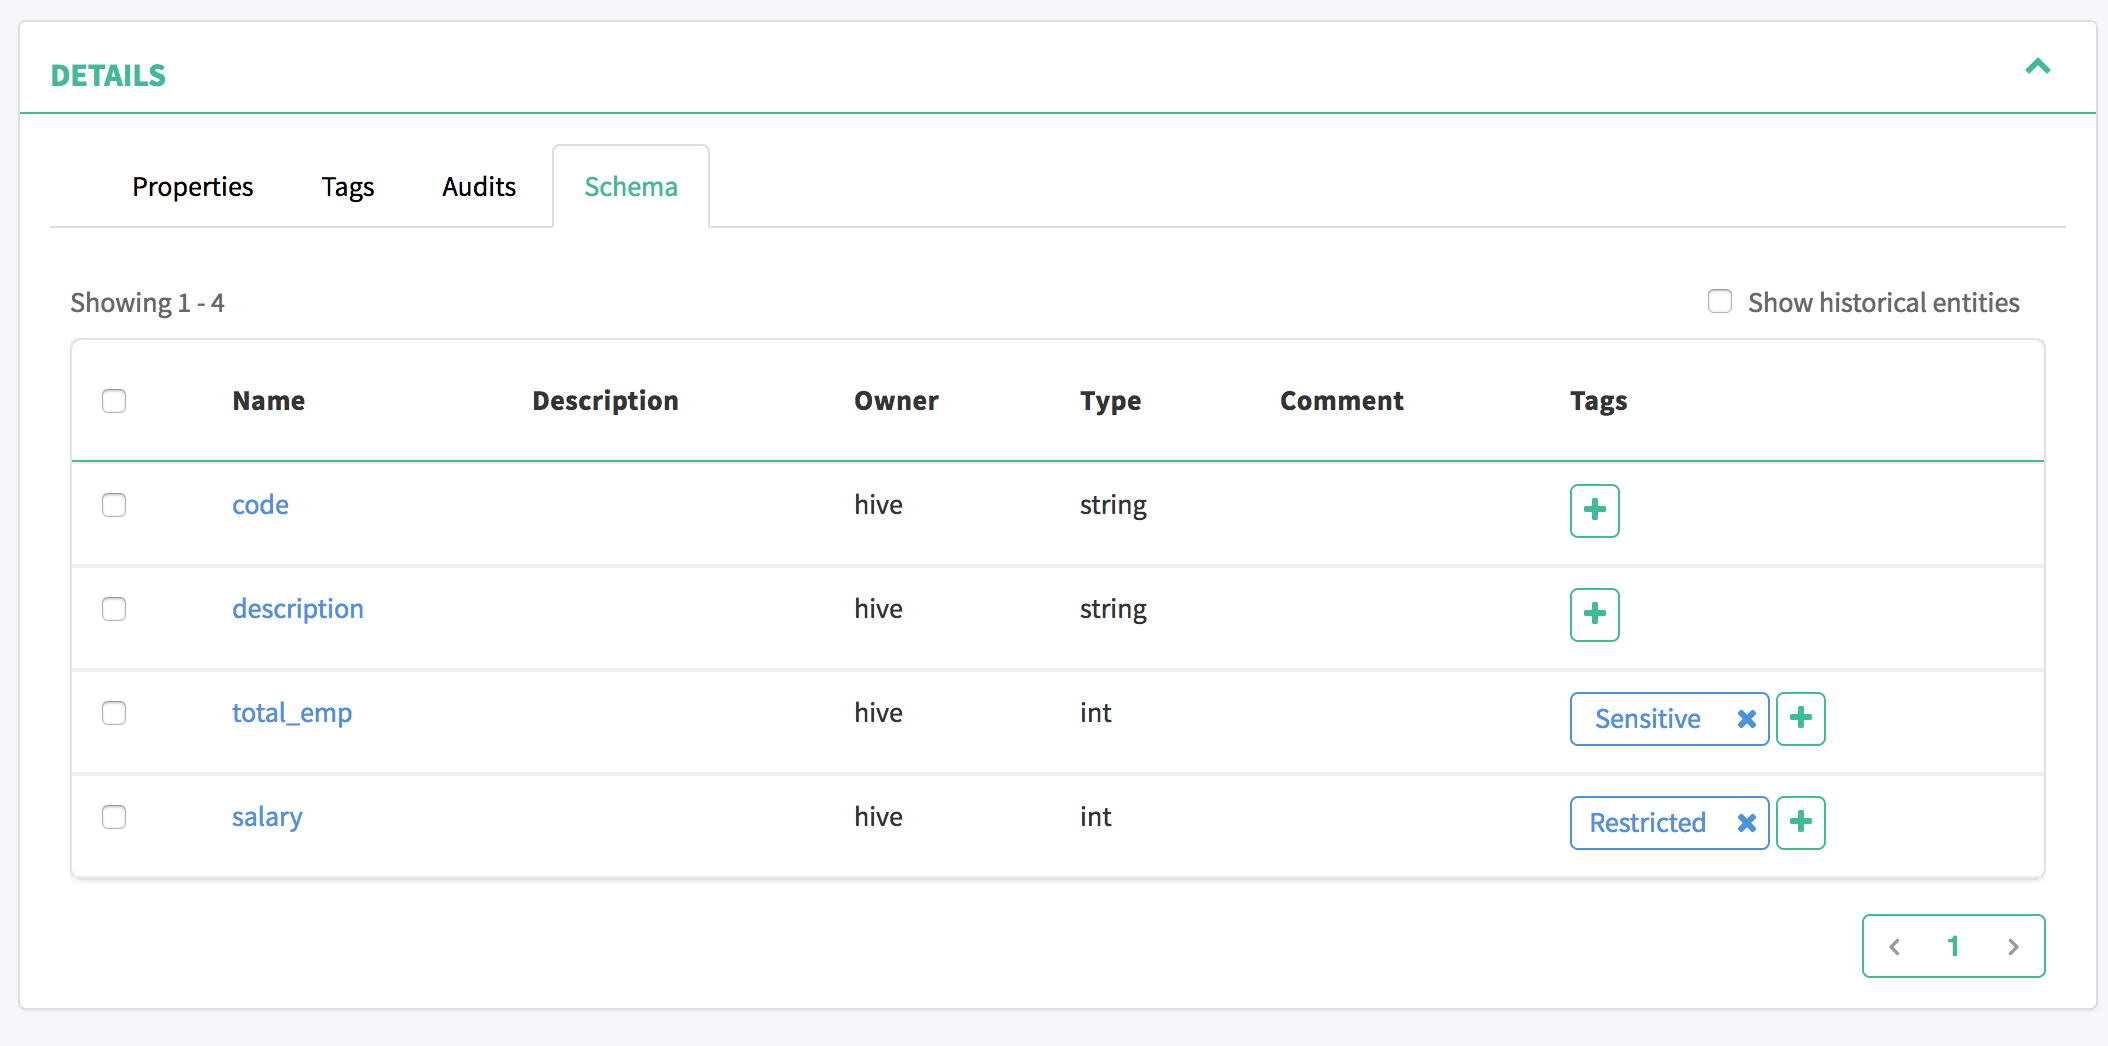 DETAILS
Properties Tags Audits Schema
Showing 1 - 4 Show historical entities
Name Description Owner Type Comment Tags
code hive string
description hive string
total_emp hive int Sensitive
salary hive int Restricted
1